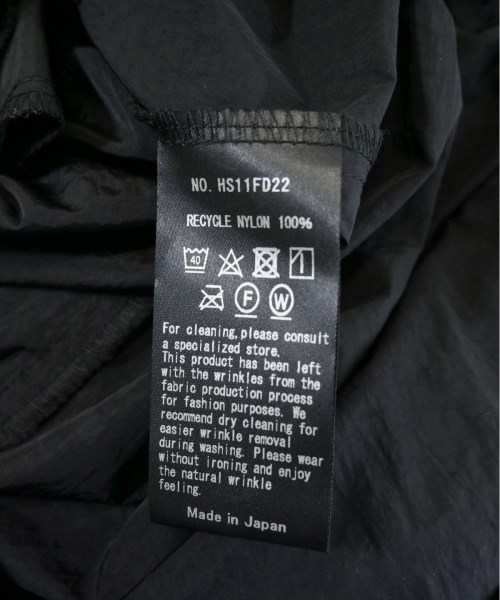 NO. HS11FD22
RECYCLE NYLON 100%
40
F W
For cleaning,please consult
a specialized store.
This product has been left
with the wrinkles from the
fabric production process
for fashion purposes. We
recommend dry cleaning for
easier wrinkle removal
during washing. Please wear
without ironing and enjoy
the natural wrinkle
feeling.
Made in Japan